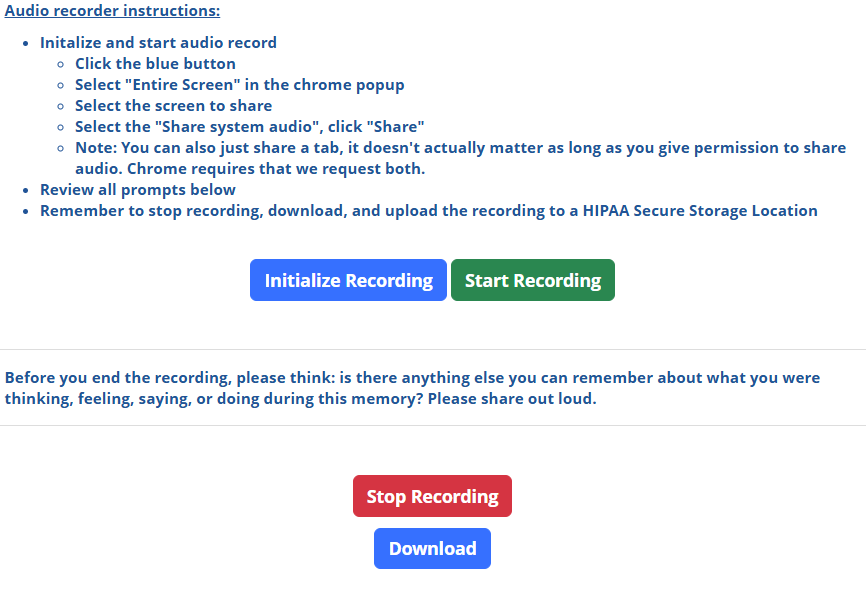 Audio recorder instructions:
Initalize and start audio record
Click the blue button
Select "Entire Screen" in the chrome popup
Select the screen to share
Select the "Share system audio", click "Share"
Note: You can also just share a tab, it doesn't actually matter as long as you give permission to share
audio. Chrome requires that we request both.
Review all prompts below
Remember to stop recording, download, and upload the recording to a HIPAA Secure Storage Location
Initialize Recording
Start Recording
Before you end the recording, please think: is there anything else you can remember about what you were
thinking, feeling, saying, or doing during this memory? Please share out loud.
Stop Recording
Download